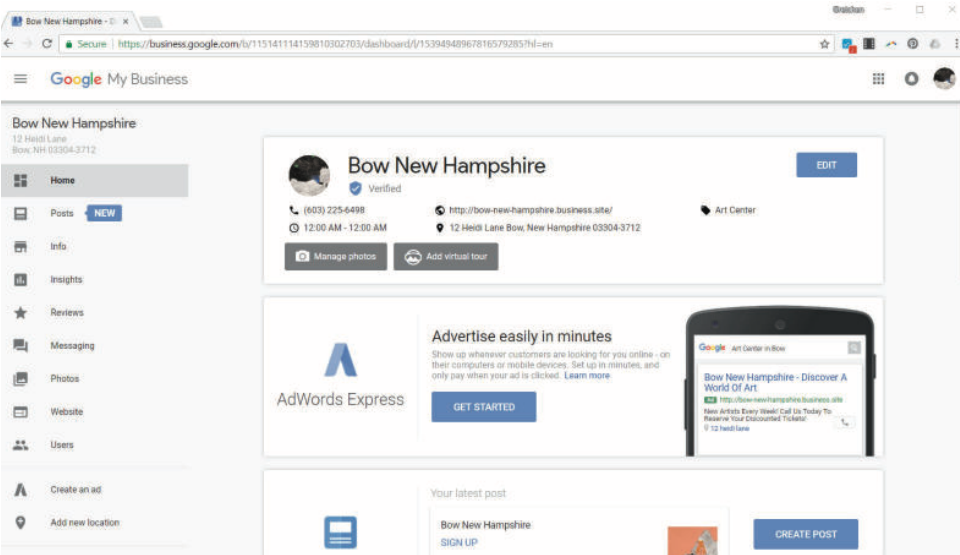 Bow New Hampshire - D
Secure https://business.google.com/b/115141114159810302703/dashboard/l/15394948967816579285?hl=en
Google My Business
Bow New Hampshire
12 Heidi Lane
Bow, NH 03304-3712
Home
Posts NEW
Info
Insights
Reviews
Messaging
Photos
Website
Users
Create an ad
Add new location
Bow New Hampshire
Verified
EDIT
(603) 225-6498 http://bow-new-hampshire.business.site/ Art Center
12:00 AM - 12:00 AM 12 Heidi Lane Bow, New Hampshire 03304-3712
Manage photos Add virtual tour
AdWords Express
Advertise easily in minutes
Show up whenever customers are looking for you online - on
their computers or mobile devices. Set up in minutes, and
only pay when your ad is clicked. Learn more
GET STARTED
Google Art Center in Bow
Bow New Hampshire - Discover A
World Of Art
Ad http://bow-new-hampshire.business.site
New Artists Every Week! Call Us Today To
Reserve Your Discounted Tickets!
12 heidi lane
Your latest post
Bow New Hampshire
SIGN UP
CREATE POST